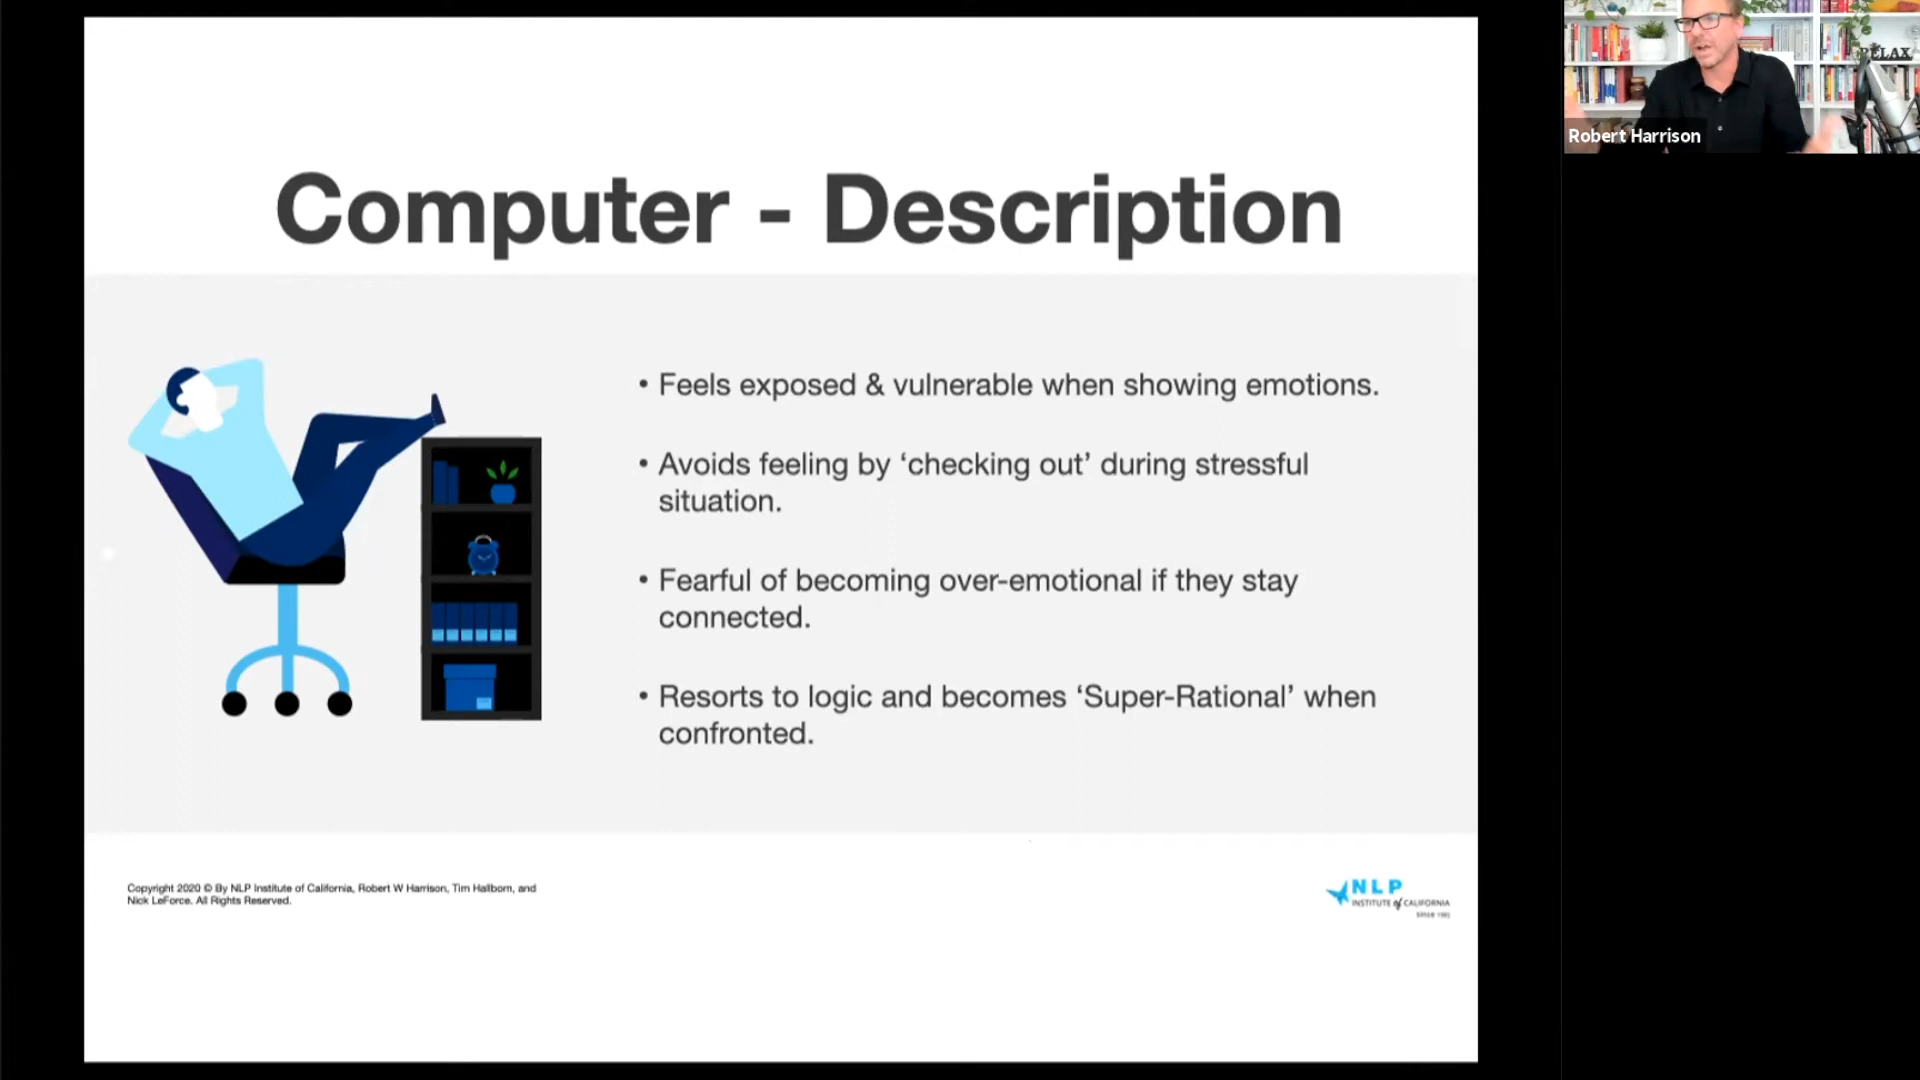 Computer - Description
• Feels exposed & vulnerable when showing emotions.
• Avoids feeling by ‘checking out’ during stressful
situation.
• Fearful of becoming over-emotional if they stay
connected.
• Resorts to logic and becomes ‘Super-Rational’ when
confronted.
Copyright 2020 © By NLP Institute of California, Robert W Harrison, Tim Hallbom, and
Nick LeForce. All Rights Reserved.
NLP
INSTITUTE of CALIFORNIA
RELAX
Robert Harrison